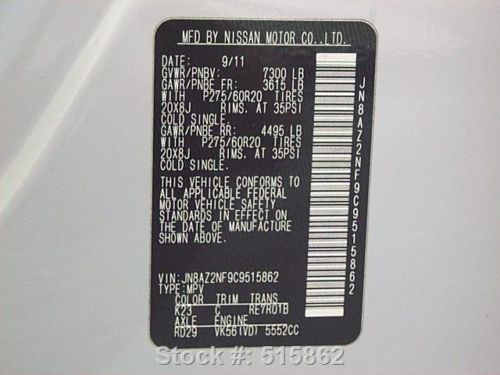 MFD BY NISSAN MOTOR CO.,LTD.
DATE: 9/11
GVWR/PNBV: 7300 LB
GAWR/PNBE FR: 3615 LB
WITH P275/60R20 TIRES
20X8J RIMS. AT 35PSI
COLD SINGLE.
GAWR/PNBE RR: 4495 LB
WITH P275/60R20 TIRES
20X8J RIMS. AT 35PSI
COLD SINGLE.
THIS VEHICLE CONFORMS TO
ALL APPLICABLE FEDERAL
MOTOR VEHICLE SAFETY
STANDARDS IN EFFECT ON
THE DATE OF MANUFACTURE
SHOWN ABOVE.
VIN: JN8AZ2NF9C9515862
TYPE: MPV
COLOR TRIM TRANS
K23 C RE7R01B
AXLE ENGINE
RD29 VK56(VD) 5552CC
JN8AZ2NF9C9515862
Part Image Stock #: 515862